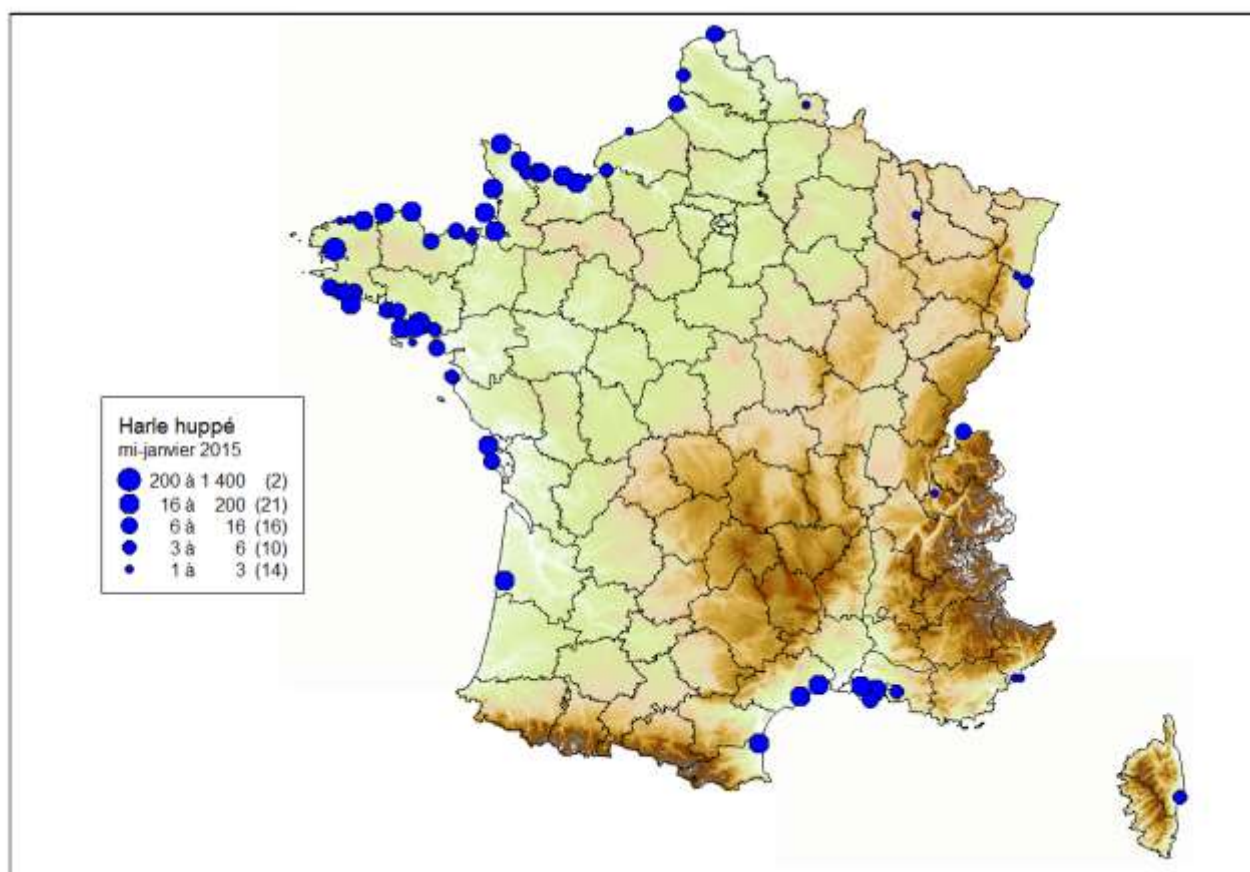 Harle huppé
mi-janvier 2015
200 à 1 400 (2)
16 à 200 (21)
6 à 16 (16)
3 à 6 (10)
1 à 3 (14)